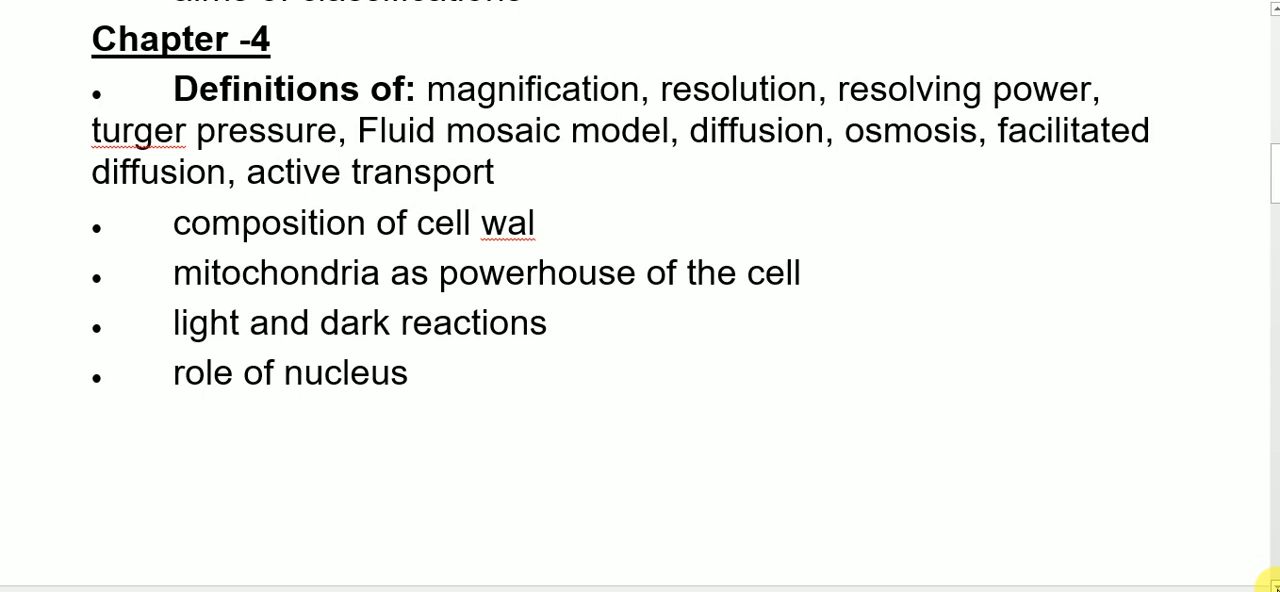 Chapter -4
• Definitions of: magnification, resolution, resolving power,
turger pressure, Fluid mosaic model, diffusion, osmosis, facilitated
diffusion, active transport
• composition of cell wal
• mitochondria as powerhouse of the cell
• light and dark reactions
• role of nucleus